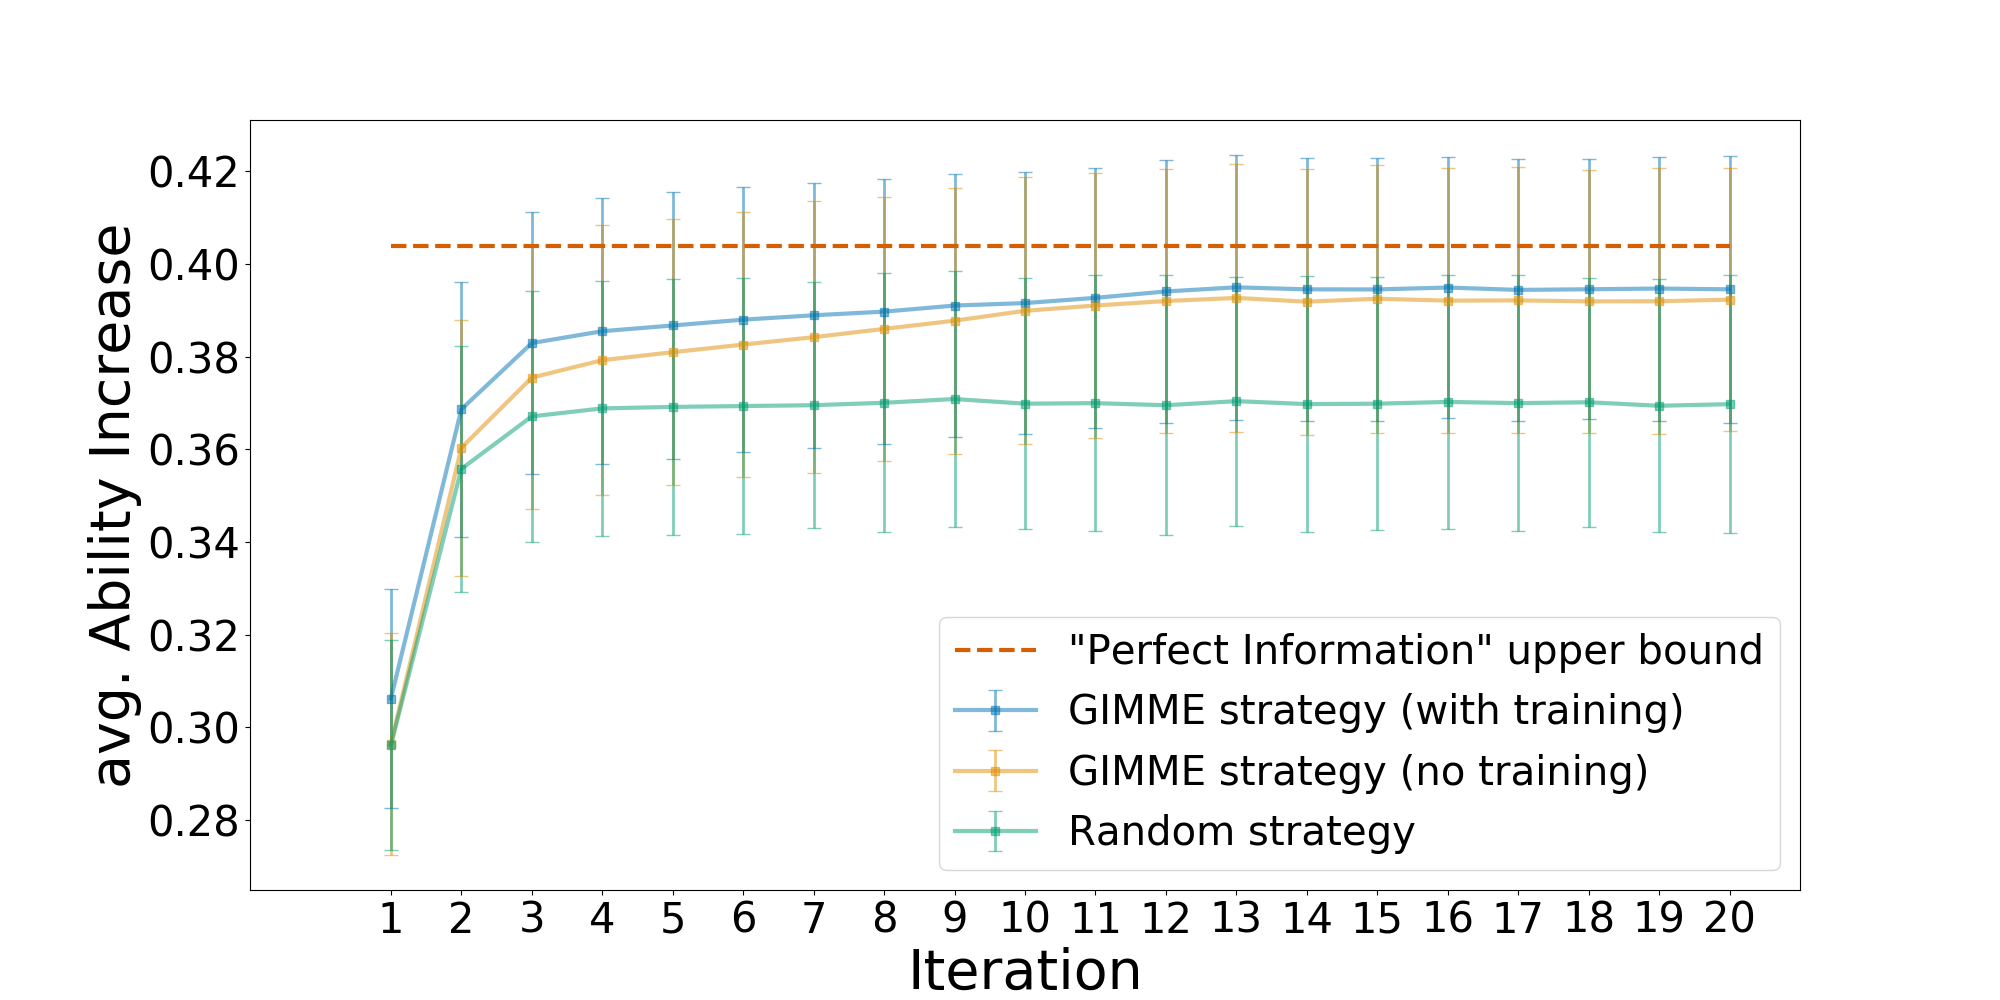 avg. Ability Increase
0.42
0.40
0.38
0.36
0.34
0.32
0.30
0.28
"Perfect Information" upper bound
GIMME strategy (with training)
GIMME strategy (no training)
Random strategy
1 2 3 4 5 6 7 8 9 10 11 12 13 14 15 16 17 18 19 20
Iteration